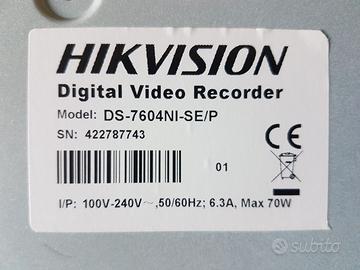 HIKVISION
Digital Video Recorder
Model: DS-7604NI-SE/P
SN: 422787743
01
I/P: 100V-240V~,50/60Hz; 6.3A, Max 70W
subito